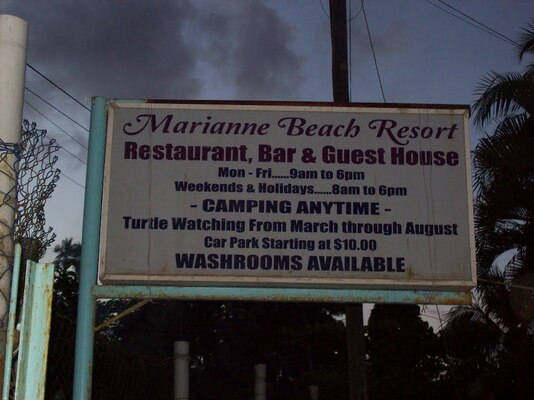 Marianne Beach Resort
Restaurant, Bar & Guest House
Mon - Fri......9am to 6pm
Weekends & Holidays......8am to 6pm
- CAMPING ANYTIME -
Turtle Watching From March through August
Car Park Starting at $10.00
WASHROOMS AVAILABLE